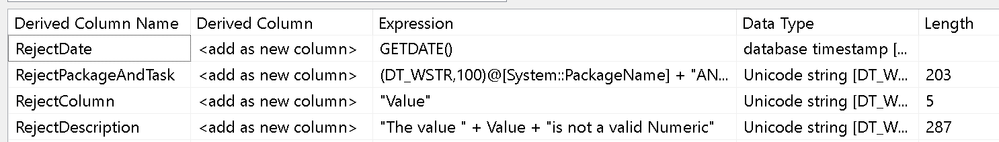 Derived Column Name Derived Column Expression Data Type Length
RejectDate <add as new column> GETDATE() database timestamp [...
RejectPackageAndTask <add as new column> (DT_WSTR,100)@[System::PackageName] + "AN... Unicode string [DT_W... 203
RejectColumn <add as new column> "Value" Unicode string [DT_W... 5
RejectDescription <add as new column> "The value " + Value + "is not a valid Numeric" Unicode string [DT_W... 287